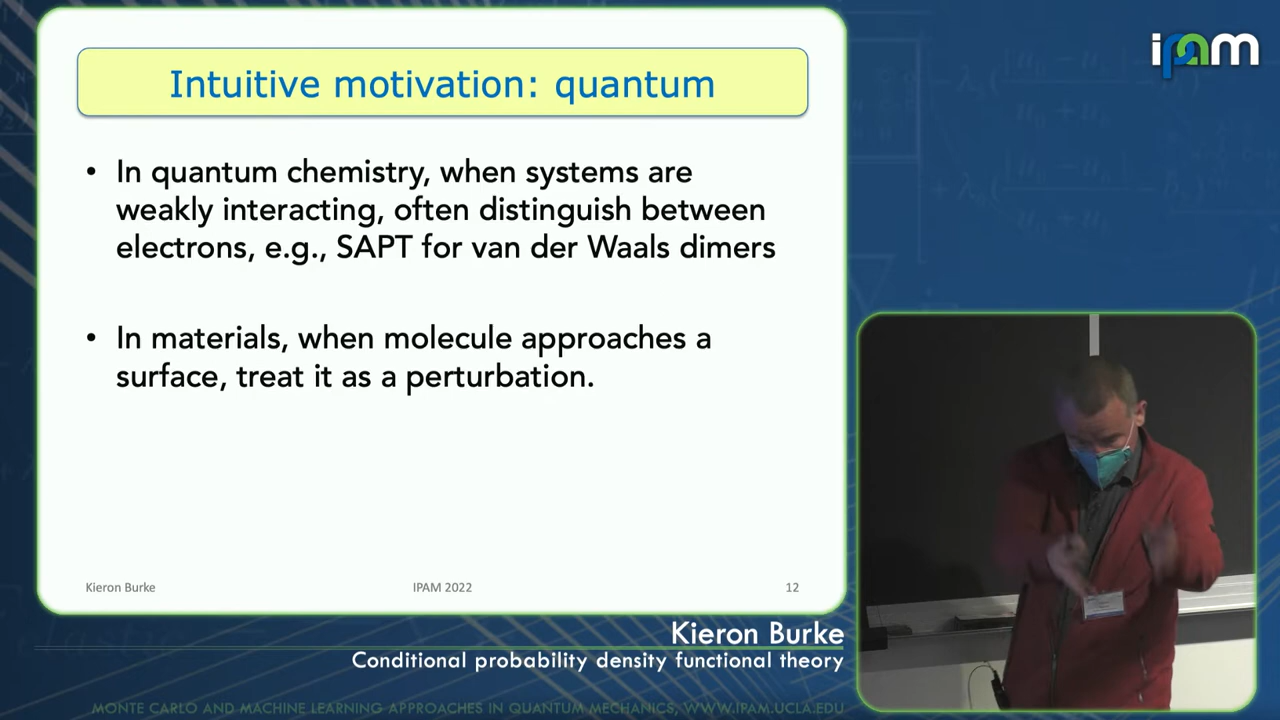 Intuitive motivation: quantum
• In quantum chemistry, when systems are
weakly interacting, often distinguish between
electrons, e.g., SAPT for van der Waals dimers
• In materials, when molecule approaches a
surface, treat it as a perturbation.
Kieron Burke IPAM 2022 12
ipam
Kieron Burke
Conditional probability density functional theory
MONTE CARLO AND MACHINE LEARNING APPROACHES IN QUANTUM MECHANICS, WWW.IPAM.UCLA.EDU